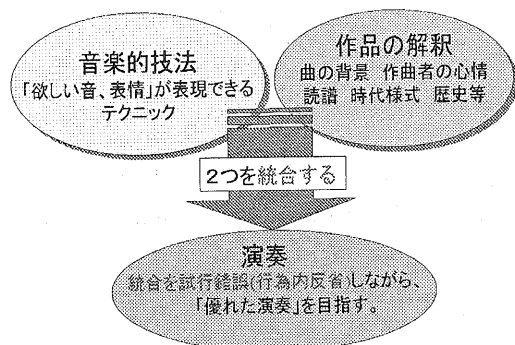 音楽的技法
「欲しい音、表情」が表現できる
テクニック
作品の解釈
曲の背景 作曲者の心情
読譜 時代様式 歴史等
2つを統合する
演奏
統合を試行錯誤(行為内反省)しながら、
「優れた演奏」を目指す。